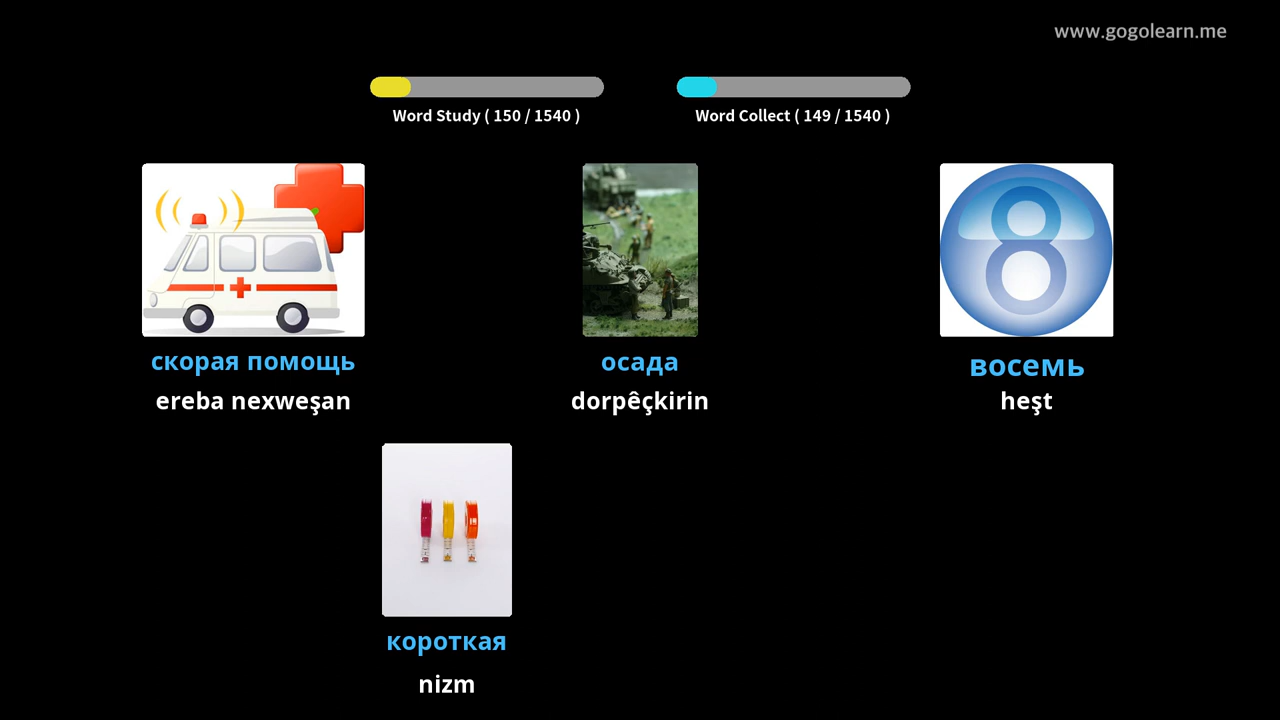 www.gogolearn.me
Word Study ( 150 / 1540 )
Word Collect ( 149 / 1540 )
скорая помощь
осада
восемь
ereba nexweşan
dorpêçkirin
heşt
8
короткая
nizm